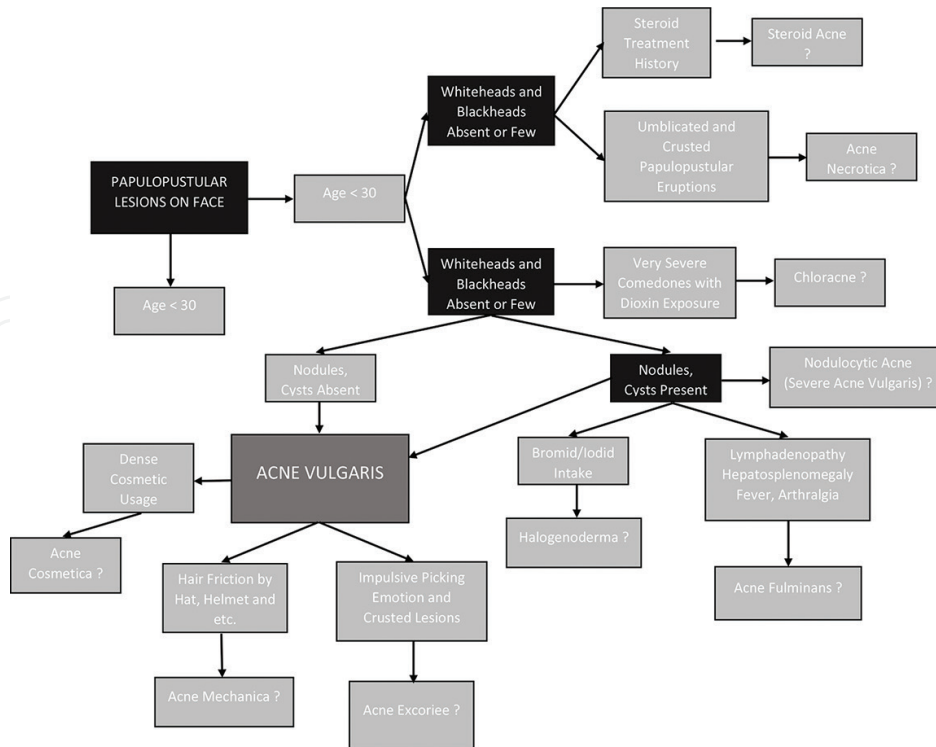 Steroid
Treatment
History
Steroid Acne
?
Whiteheads and
Blackheads
Absent or Few
Umblicated and
Crusted
Papulopustular
Eruptions
Acne
Necrotica ?
PAPULOPUSTULAR
LESIONS ON FACE
Age < 30
Age < 30
Whiteheads and
Blackheads
Absent or Few
Very Severe
Comedones with
Dioxin Exposure
Chloracne ?
Nodules,
Cysts Absent
Nodules,
Cysts Present
Nodulocytic Acne
(Severe Acne Vulgaris) ?
ACNE VULGARIS
Dense
Cosmetic
Usage
Acne
Cosmetica ?
Bromid/Iodid
Intake
Halogenoderma ?
Lymphadenopathy
Hepatosplenomegaly
Fever, Arthralgia
Acne Fulminans ?
Hair Friction by
Hat, Helmet and
etc.
Acne Mechanica ?
Impulsive Picking
Emotion and
Crusted Lesions
Acne Excoriee ?